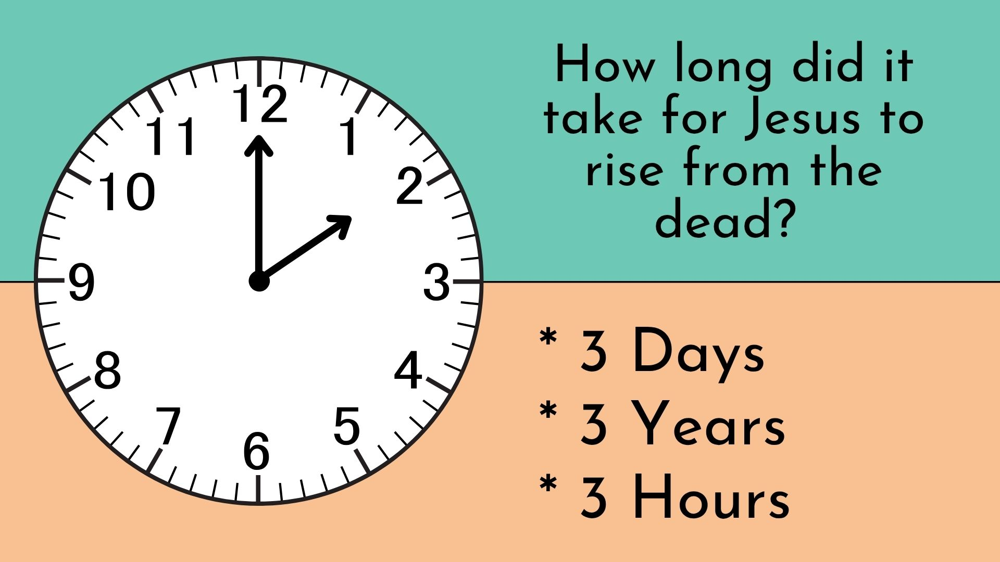 12
11
1
10
2
9
3
8
4
7
5
6
How long did it
take for Jesus to
rise from the
dead?
* 3 Days
* 3 Years
* 3 Hours